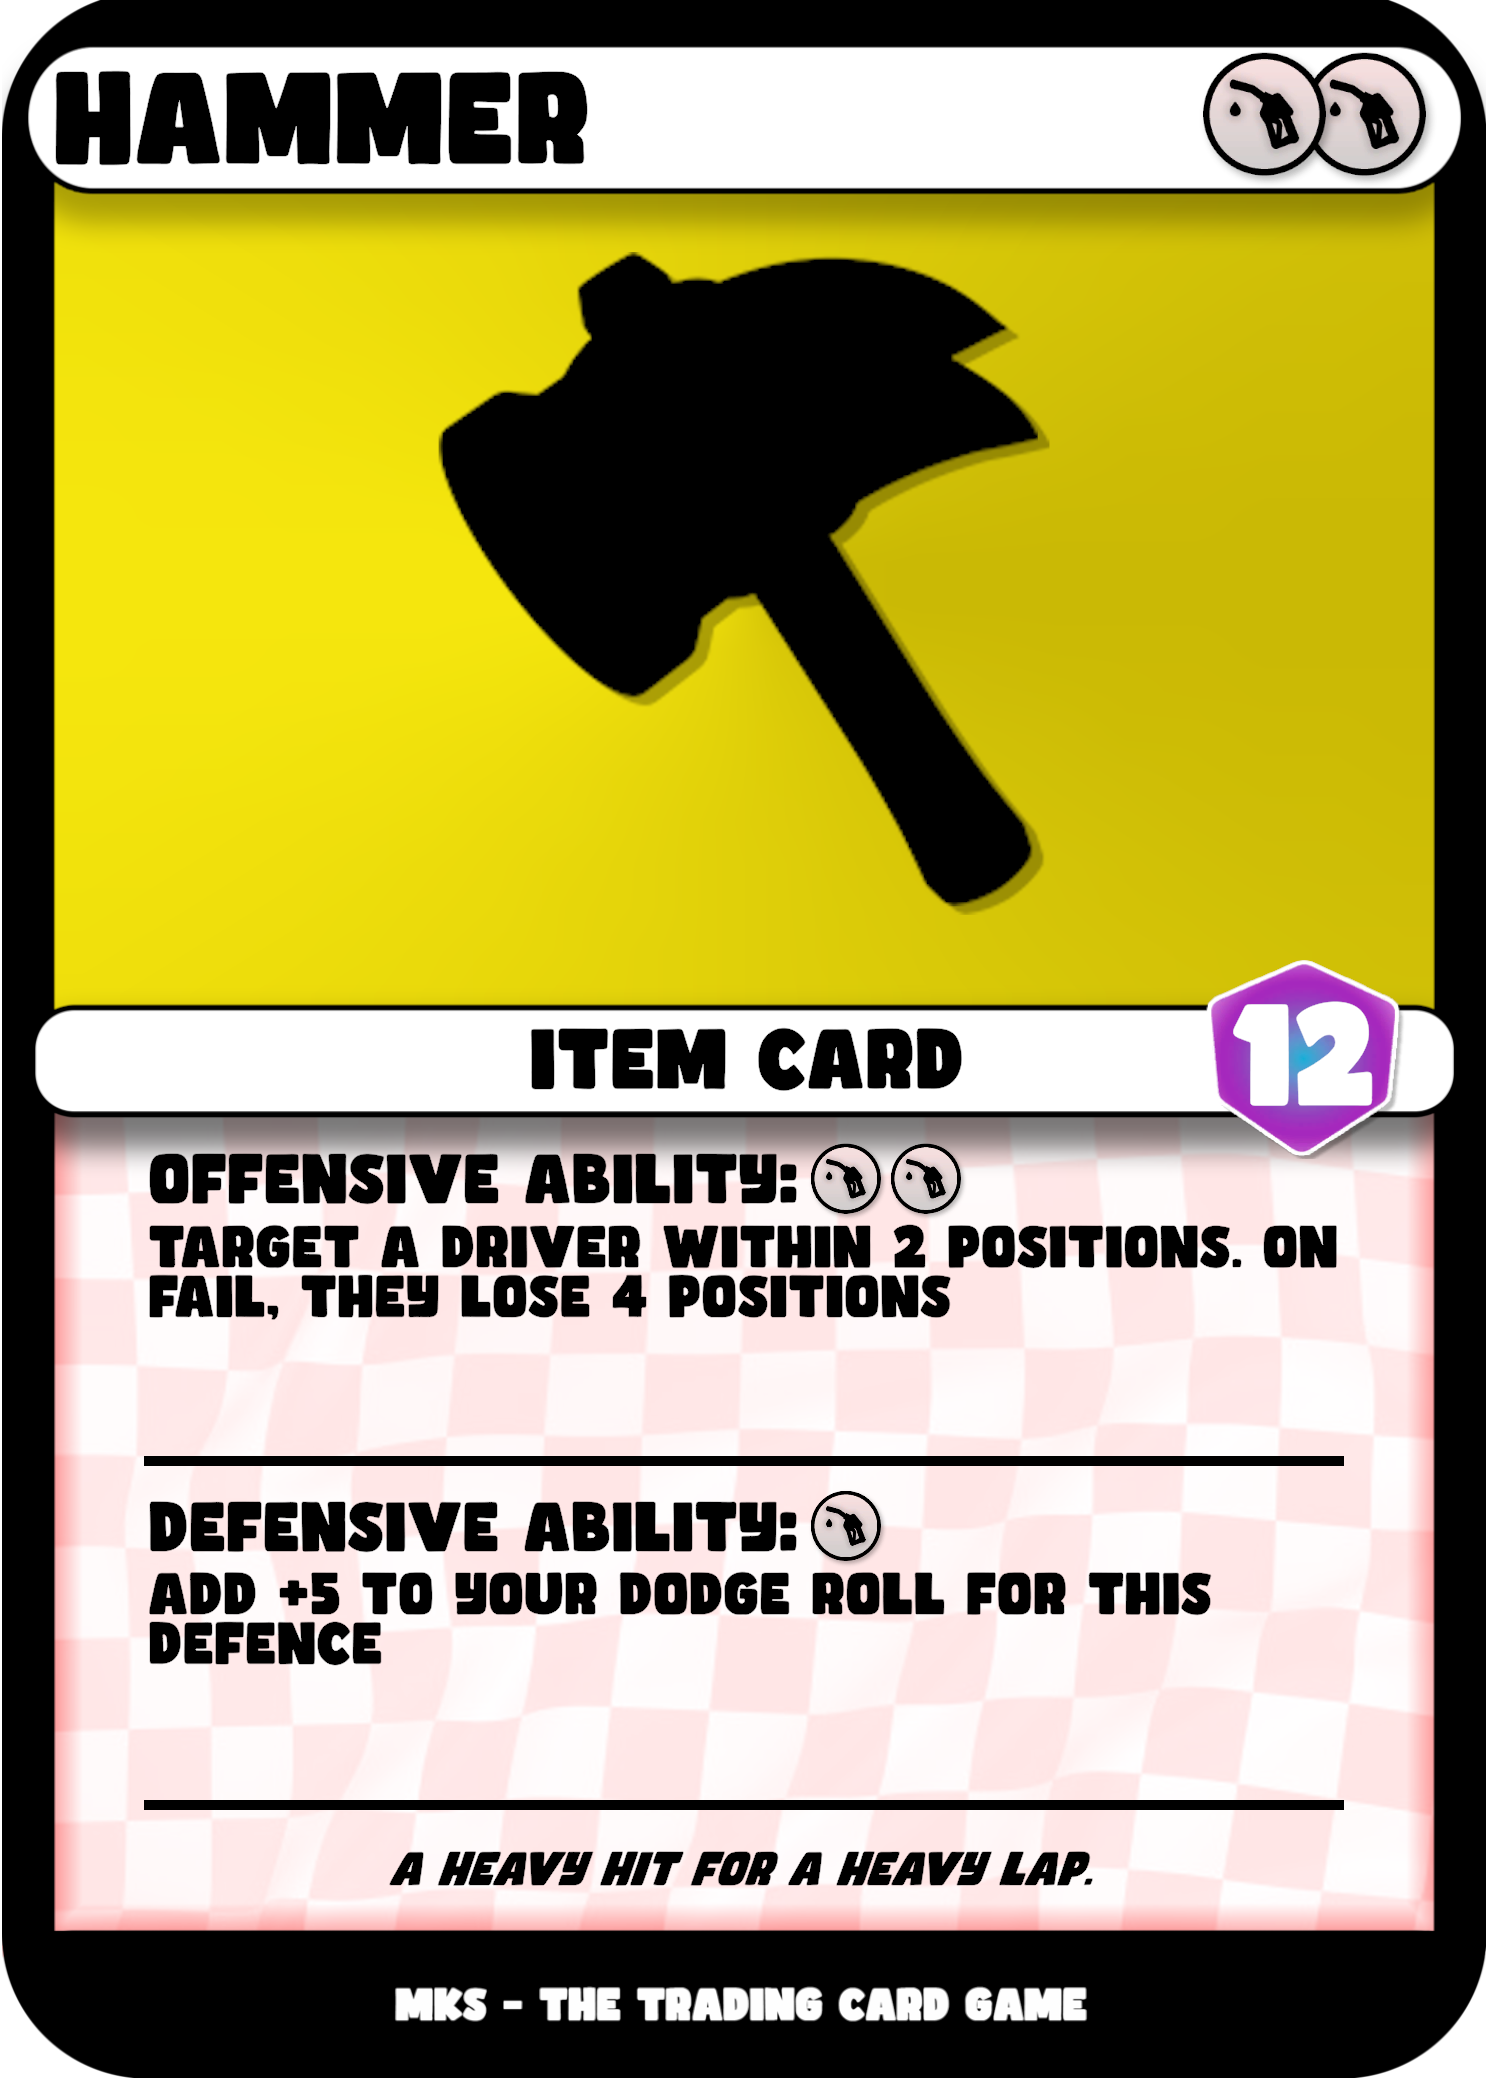 HAMMER
ITEM CARD
12
OFFENSIVE ABILITY:
TARGET A DRIVER WITHIN 2 POSITIONS. ON
FAIL, THEY LOSE 4 POSITIONS
DEFENSIVE ABILITY:
ADD +5 TO YOUR DODGE ROLL FOR THIS
DEFENCE
A HEAVY HIT FOR A HEAVY LAP.
MKS - THE TRADING CARD GAME